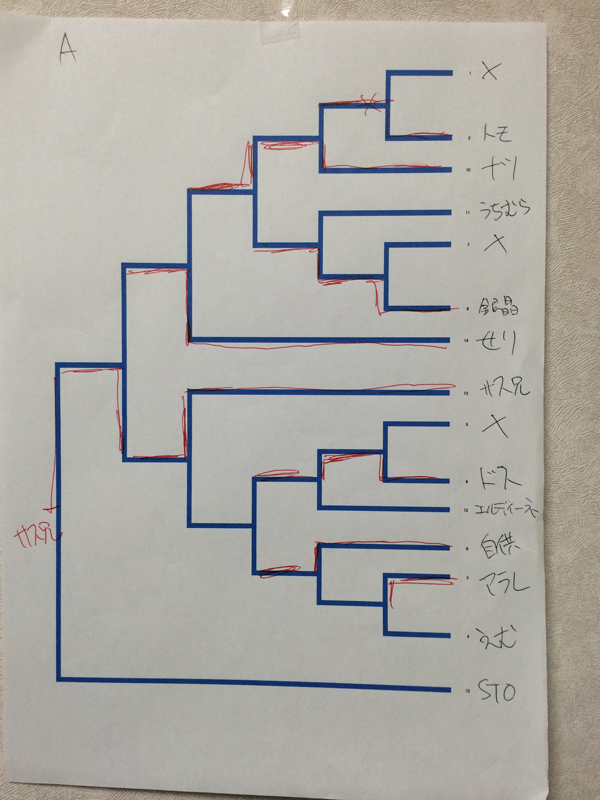 A
1 X
2 トモ
10 ナリ
11 うちむら
7 X
8 銀晶
14 せり
13 サス兄
5 X
6 ドス
12 エルディーネ
9 自供
3 マラし
4 えむ
サス兄
15 STO